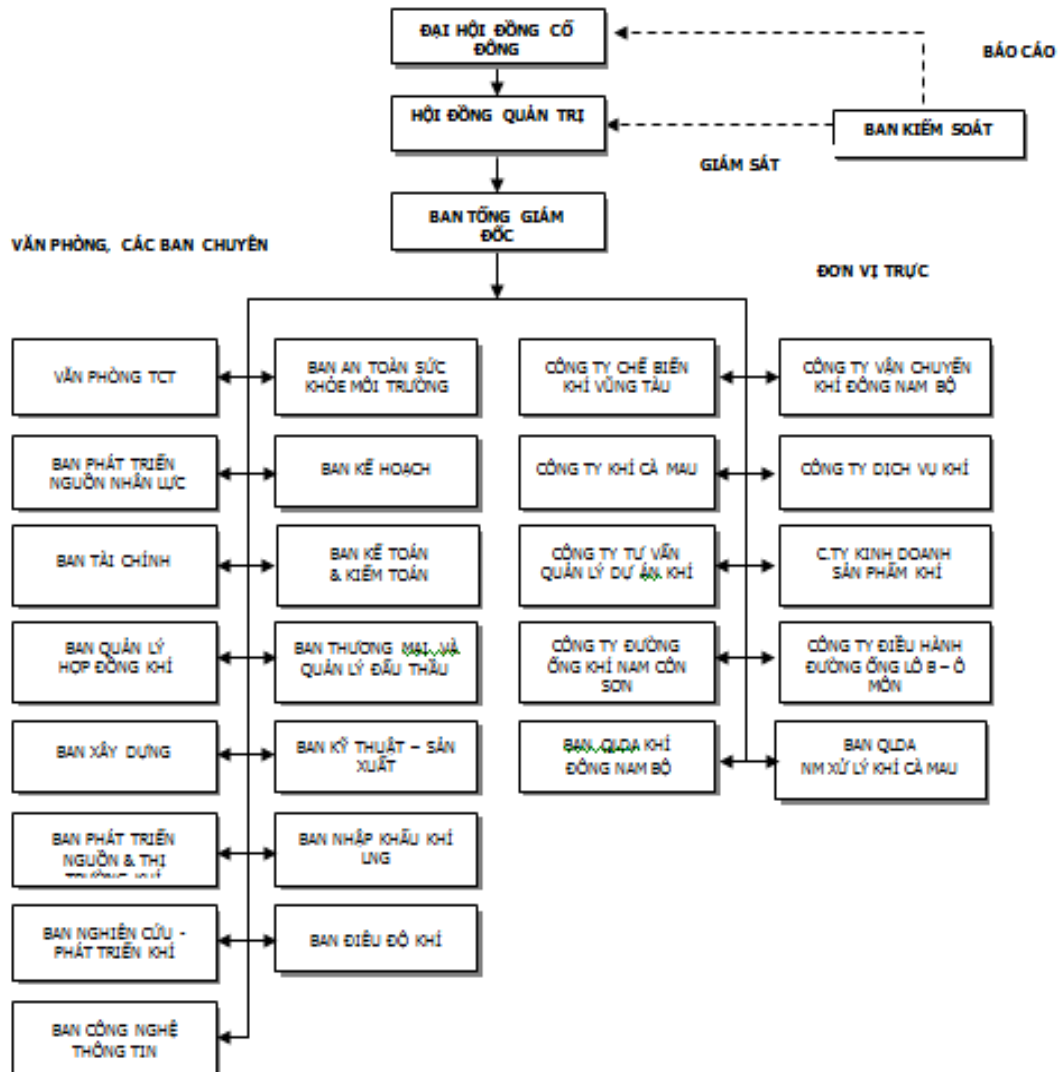 ĐẠI HỘI ĐỒNG CỔ
ĐÔNG
BÁO CÁO
HỘI ĐỒNG QUẢN TRỊ
BAN KIỂM SOÁT
GIÁM SÁT
BAN TỔNG GIÁM
ĐỐC
VĂN PHÒNG, CÁC BAN CHUYÊN
ĐƠN VỊ TRỰC
VĂN PHÒNG TCT
BAN AN TOÀN SỨC
KHỎE MÔI TRƯỜNG
CÔNG TY CHẾ BIẾN
KHÍ VŨNG TÀU
CÔNG TY VẬN CHUYỂN
KHÍ ĐÔNG NAM BỘ
BAN PHÁT TRIỂN
NGUỒN NHÂN LỰC
BAN KẾ HOẠCH
CÔNG TY KHÍ CÀ MAU
CÔNG TY DỊCH VỤ KHÍ
BAN TÀI CHÍNH
BAN KẾ TOÁN
& KIỂM TOÁN
CÔNG TY TƯ VẤN
QUẢN LÝ DỰ ÁN KHÍ
C.TY KINH DOANH
SẢN PHẨM KHÍ
BAN QUẢN LÝ
HỢP ĐỒNG KHÍ
BAN THƯƠNG MẠI VÀ
QUẢN LÝ ĐẤU THẦU
CÔNG TY ĐƯỜNG
ỐNG KHÍ NAM CÔN
SƠN
CÔNG TY ĐIỀU HÀNH
ĐƯỜNG ỐNG LÔ B – Ô
MÔN
BAN XÂY DỰNG
BAN KỸ THUẬT – SẢN
XUẤT
BAN QLDA KHÍ
ĐÔNG NAM BỘ
BAN QLDA
NM XỬ LÝ KHÍ CÀ MAU
BAN PHÁT TRIỂN
NGUỒN & THỊ
TRƯỜNG KHÍ
BAN NHẬP KHẨU KHÍ
LNG
BAN NGHIÊN CỨU -
PHÁT TRIỂN KHÍ
BAN ĐIỀU ĐỘ KHÍ
BAN CÔNG NGHỆ
THÔNG TIN